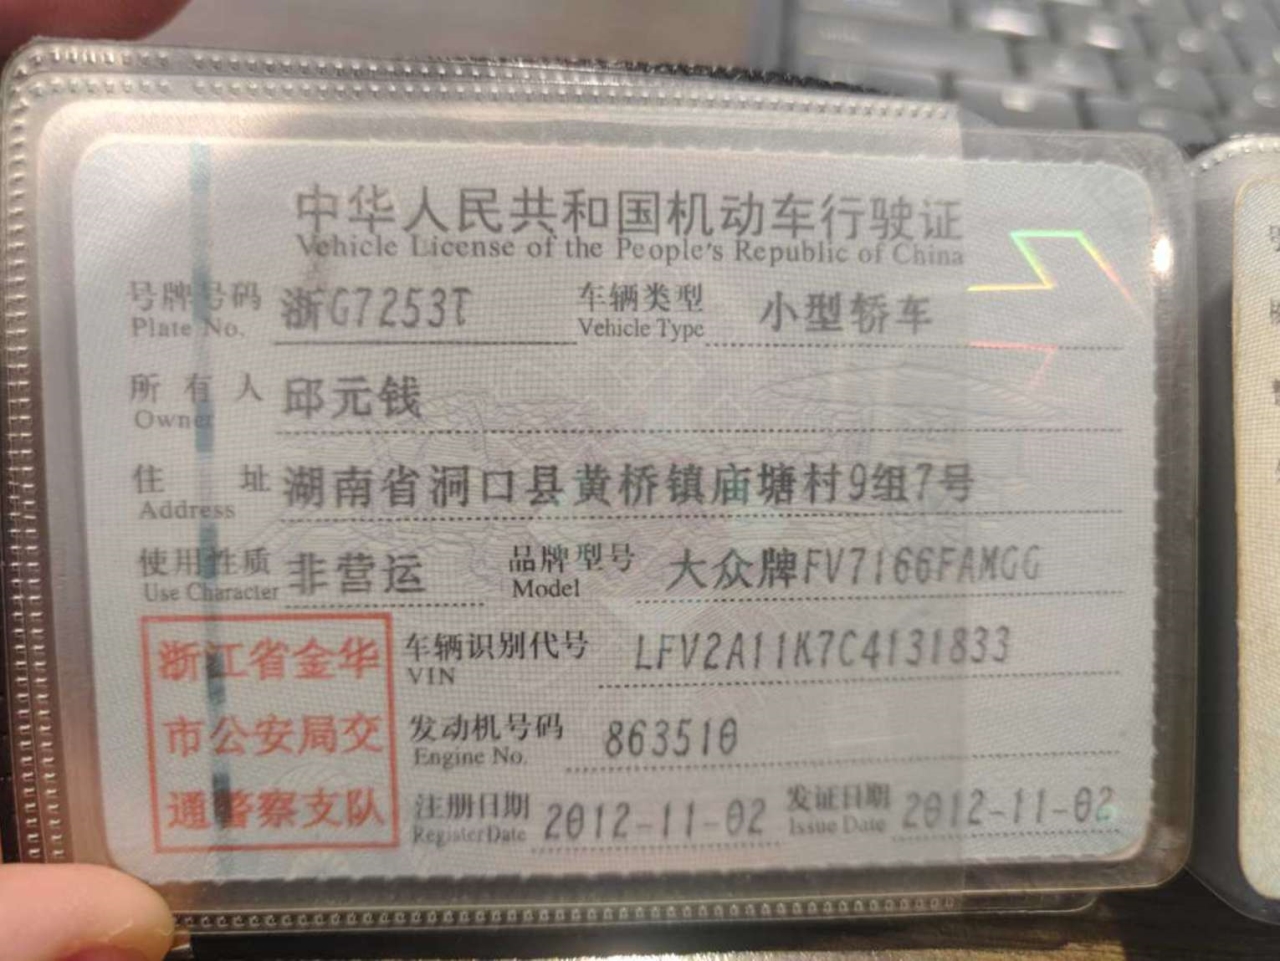 中华人民共和国机动车行驶证
Vehicle License of the People's Republic of China
号牌号码 浙G7253T 车辆类型 小型轿车
Plate No. Vehicle Type
所有人 邱元钱
Owner
住址 湖南省洞口县黄桥镇庙塘村9组7号
Address
使用性质 非营运 品牌型号 大众牌FV7166FAMGG
Use Character Model
浙江省金华
市公安局交
通警察支队
车辆识别代号 LFV2A11K7C4131833
VIN
发动机号码 863510
Engine No.
注册日期 2012-11-02 发证日期 2012-11-02
Register Date Issue Date